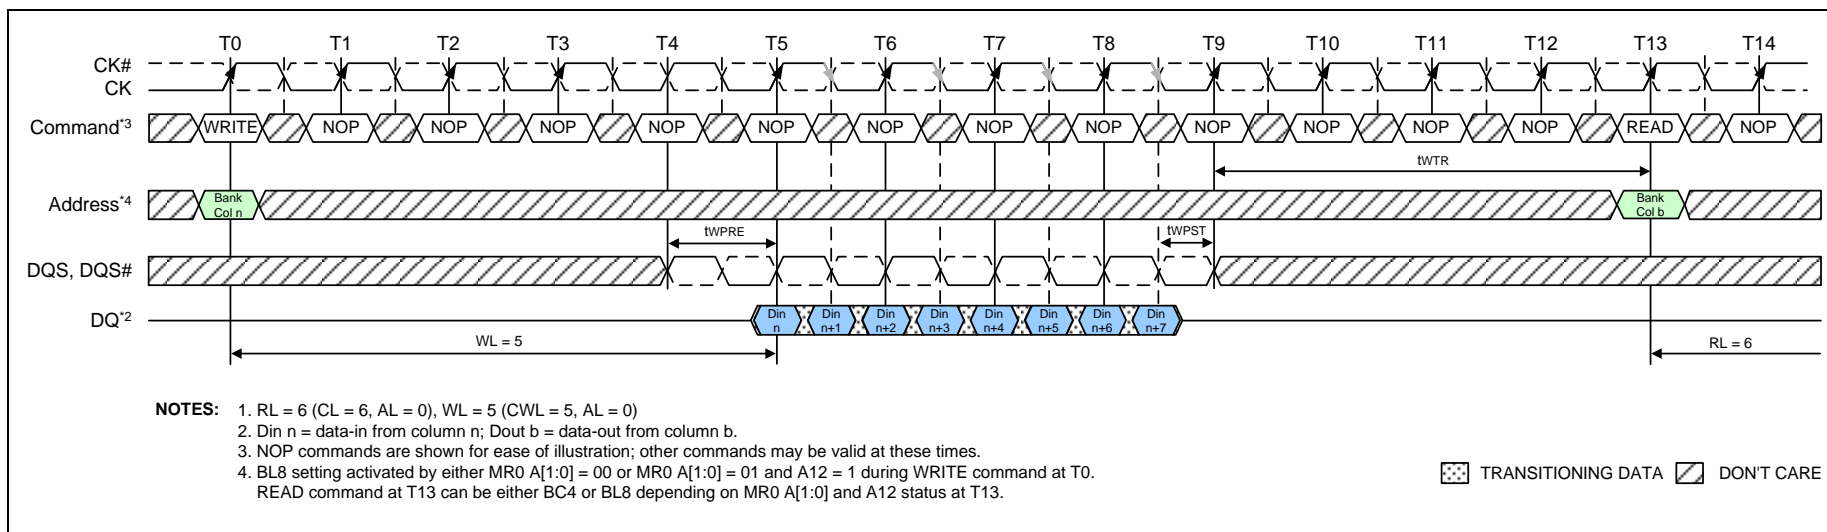 T0 T1 T2 T3 T4 T5 T6 T7 T8 T9 T10 T11 T12 T13 T14
CK#
CK
Command*3 WRITE NOP NOP NOP NOP NOP NOP NOP NOP NOP NOP NOP NOP READ NOP
tWTR
Address*4 Bank Bank
Col n Col b
tWPRE tWPST
DQS, DQS#
DQ*2 Din Din Din Din Din Din Din Din
n n+1 n+2 n+3 n+4 n+5 n+6 n+7
WL = 5 RL = 6
NOTES: 1. RL = 6 (CL = 6, AL = 0), WL = 5 (CWL = 5, AL = 0)
2. Din n = data-in from column n; Dout b = data-out from column b.
3. NOP commands are shown for ease of illustration; other commands may be valid at these times.
4. BL8 setting activated by either MR0 A[1:0] = 00 or MR0 A[1:0] = 01 and A12 = 1 during WRITE command at T0.
READ command at T13 can be either BC4 or BL8 depending on MR0 A[1:0] and A12 status at T13.
TRANSITIONING DATA DON'T CARE